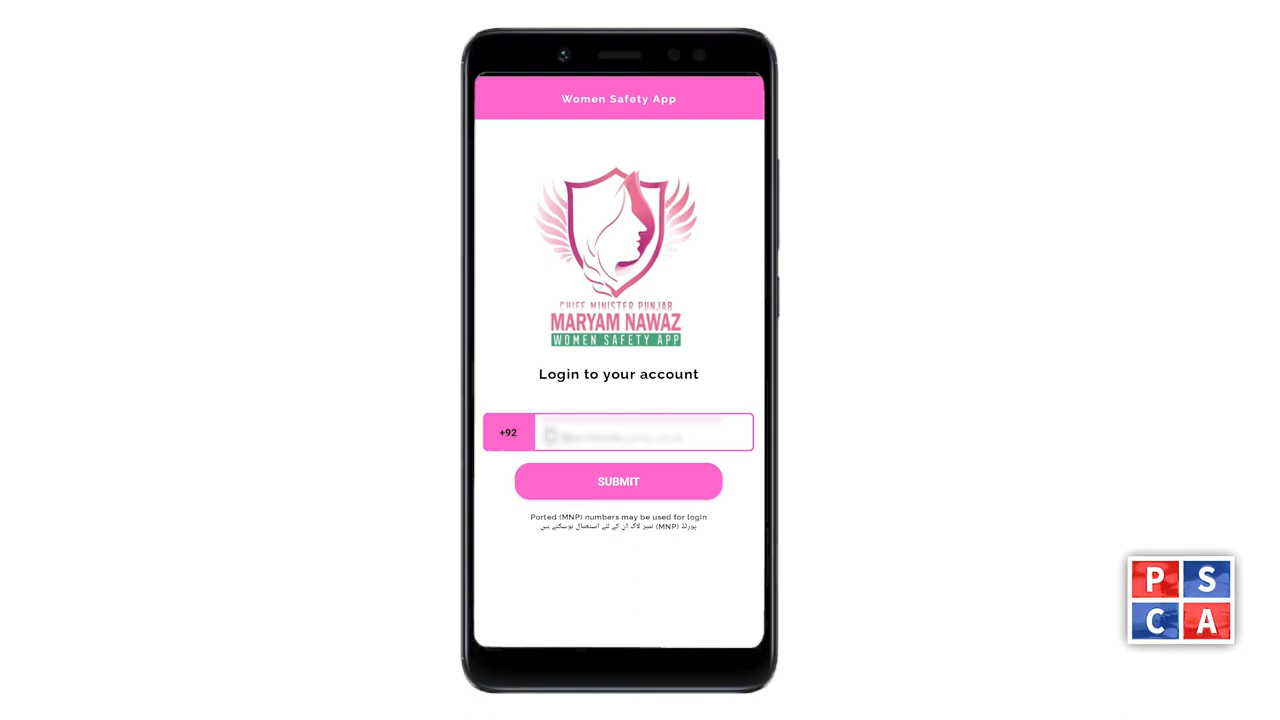 Women Safety App
CHIEF MINISTER PUNJAB
MARYAM NAWAZ
WOMEN SAFETY APP
Login to your account
+92
SUBMIT
Ported (MNP) numbers may be used for login
پورٹڈ (MNP) نمبر لاگ ان کے لئے استعمال ہوسکتے ہیں
P S
C A